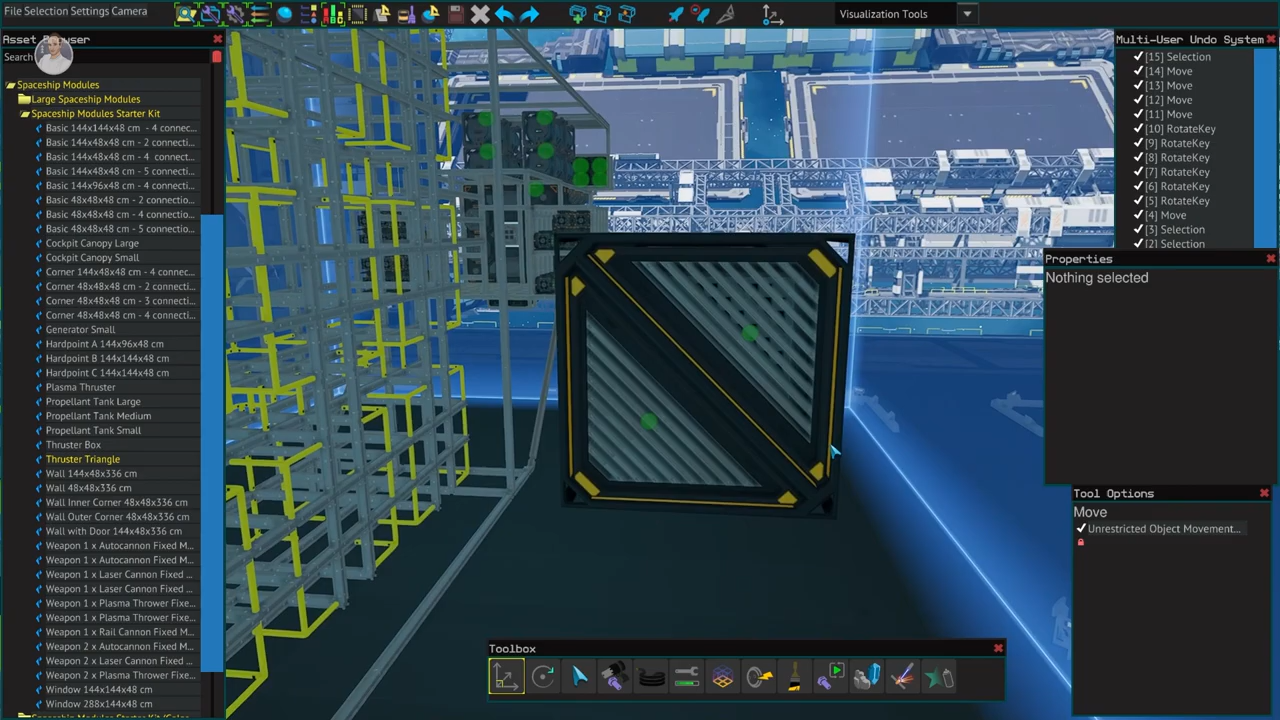 File Selection Settings Camera
Visualization Tools
Asset Browser
Search
Spaceship Modules
Large Spaceship Modules
Spaceship Modules Starter Kit
Basic 144x144x48 cm - 4 connec...
Basic 144x48x48 cm - 2 connecti...
Basic 144x48x48 cm - 4 connecti...
Basic 144x48x48 cm - 5 connecti...
Basic 144x96x48 cm - 4 connecti...
Basic 48x48x48 cm - 2 connectio...
Basic 48x48x48 cm - 4 connectio...
Basic 48x48x48 cm - 5 connectio...
Cockpit Canopy Large
Cockpit Canopy Small
Corner 144x48x48 cm - 4 connec...
Corner 48x48x48 cm - 2 connecti...
Corner 48x48x48 cm - 3 connecti...
Corner 48x48x48 cm - 4 connecti...
Generator Small
Hardpoint A 144x96x48 cm
Hardpoint B 144x144x48 cm
Hardpoint C 144x144x48 cm
Plasma Thruster
Propellant Tank Large
Propellant Tank Medium
Propellant Tank Small
Thruster Box
Thruster Triangle
Wall 144x48x336 cm
Wall 48x48x336 cm
Wall Inner Corner 48x48x336 cm
Wall Outer Corner 48x48x336 cm
Wall with Door 144x48x336 cm
Weapon 1 x Autocannon Fixed M...
Weapon 1 x Autocannon Fixed M...
Weapon 1 x Laser Cannon Fixed ...
Weapon 1 x Laser Cannon Fixed ...
Weapon 1 x Plasma Thrower Fixe...
Weapon 1 x Plasma Thrower Fixe...
Weapon 1 x Rail Cannon Fixed M...
Weapon 2 x Autocannon Fixed M...
Weapon 2 x Laser Cannon Fixed ...
Weapon 2 x Plasma Thrower Fixe...
Window 144x144x48 cm
Window 288x144x48 cm
Multi-User Undo System
[15] Selection
[14] Move
[13] Move
[12] Move
[11] Move
[10] RotateKey
[9] RotateKey
[8] RotateKey
[7] RotateKey
[6] RotateKey
[5] RotateKey
[4] Move
[3] Selection
[2] Selection
Properties
Nothing selected
Tool Options
Move
Unrestricted Object Movement...
Toolbox